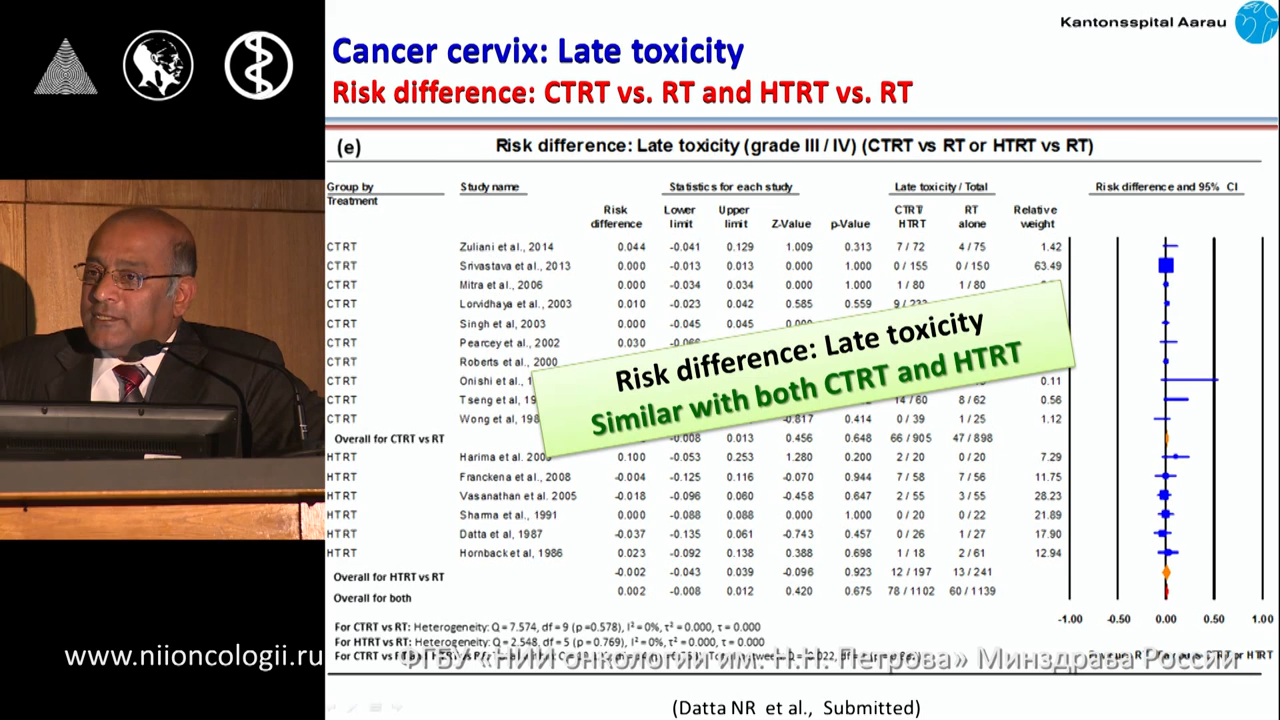 Kantonsspital Aarau
Cancer cervix: Late toxicity
Risk difference: CTRT vs. RT and HTRT vs. RT
(e) Risk difference: Late toxicity (grade III / IV) (CTRT vs RT or HTRT vs RT)
Group by Study name Statistics for each study Late toxicity / Total Risk difference and 95% CI
Treatment
Risk Lower Upper CTRT/ RT Relative
difference limit limit Z-Value p-Value HTRT alone weight
CTRT Zuliani et al., 2014 0.044 -0.041 0.129 1.009 0.313 7 / 72 4 / 75 1.42
CTRT Srivastava et al., 2013 0.000 -0.013 0.013 0.000 1.000 0 / 155 0 / 150 63.49
CTRT Mitra et al., 2006 0.000 -0.034 0.034 0.000 1.000 1 / 80 1 / 80
CTRT Lorvidhaya et al., 2003 0.010 -0.023 0.042 0.585 0.559
CTRT Singh et al, 2003 0.000 -0.045 0.045
CTRT Pearcey et al., 2002 0.030
CTRT Roberts et al., 2000
CTRT Onishi et al., 0.11
CTRT Tseng et al., 14 / 60 8 / 62 0.56
CTRT Wong et al., -0.817 0.414 0 / 39 1 / 25 1.12
Overall for CTRT vs RT -0.008 0.013 0.456 0.648 66 / 905 47 / 898
HTRT Harima et al. 0.100 -0.053 0.253 1.280 0.200 2 / 20 0 / 20 7.29
HTRT Franckena et al., 2008 -0.004 -0.125 0.116 -0.070 0.944 7 / 58 7 / 56 11.75
HTRT Vasanathan et al. 2005 -0.018 -0.096 0.060 -0.458 0.647 2 / 55 3 / 55 28.23
HTRT Sharma et al., 1991 0.000 -0.088 0.088 0.000 1.000 0 / 20 0 / 22 21.89
HTRT Datta et al, 1987 -0.037 -0.135 0.061 -0.743 0.457 0 / 26 1 / 27 17.90
HTRT Hornback et al, 1986 0.023 -0.092 0.138 0.388 0.698 1 / 18 2 / 61 12.94
Overall for HTRT vs RT -0.002 -0.043 0.039 -0.096 0.923 12 / 197 13 / 241
Overall for both 0.002 -0.008 0.012 0.420 0.675 78 / 1102 60 / 1139
-1.00 -0.50 0.00 0.50 1.00
Risk difference: Late toxicity
Similar with both CTRT and HTRT
For CTRT vs RT: Heterogeneity: Q = 7.574, df = 9 (p =0.578), I² =0%, τ² = 0.000, τ = 0.000
For HTRT vs RT: Heterogeneity: Q = 2.548, df = 5 (p = 0.769), I² =0%, τ² = 0.000, τ = 0.000
For CTRT vs RT
www.niioncologii.ru ФГБУ «НИИ онкологии им. Н.Н. Петрова» Минздрава России
(Datta NR et al., Submitted)